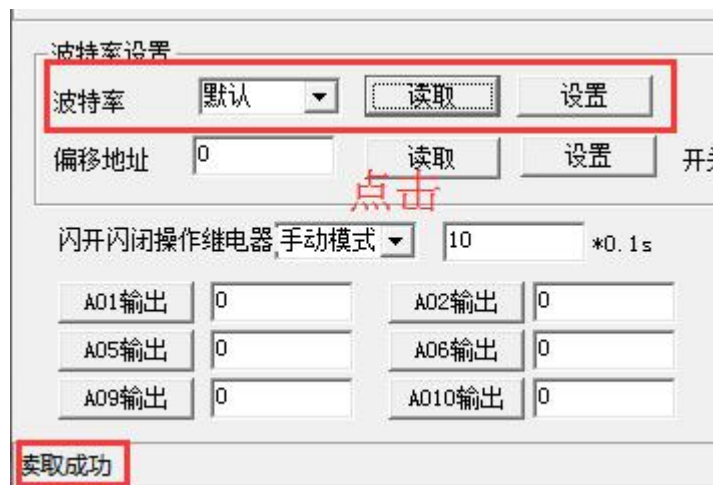 波特率设置
波特率 默认 读取 设置
偏移地址 0 读取 设置 开关
点击
闪开闪闭操作继电器 手动模式 10 *0.1s
A01输出 0 A02输出 0
A05输出 0 A06输出 0
A09输出 0 A010输出 0
读取成功